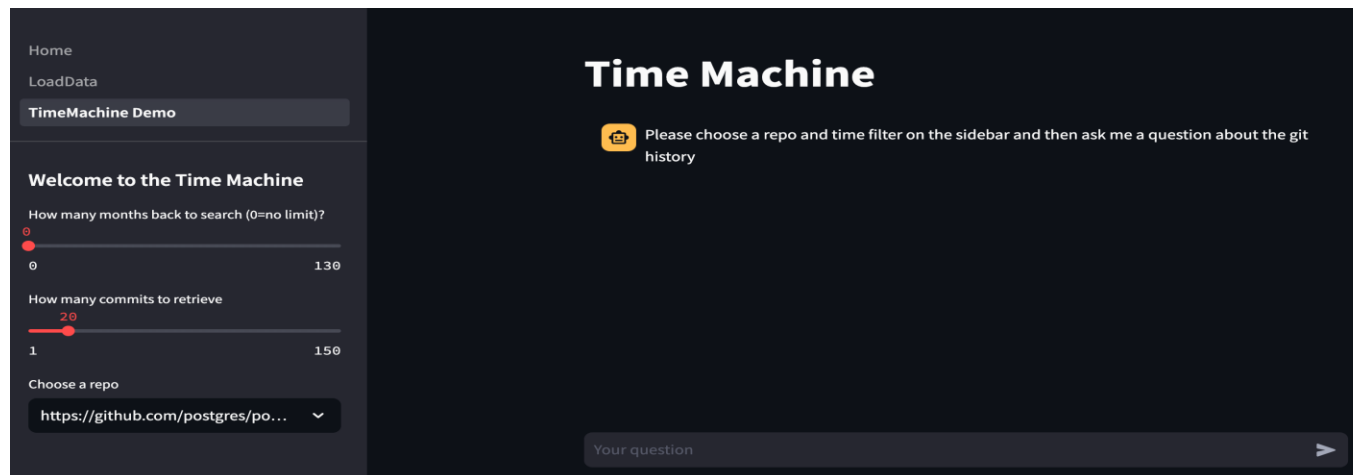 Home
LoadData
TimeMachine Demo
Welcome to the Time Machine
How many months back to search (0=no limit)?
0
0 130
How many commits to retrieve
20
1 150
Choose a repo
https://github.com/postgres/po...
Time Machine
Please choose a repo and time filter on the sidebar and then ask me a question about the git
history
Your question